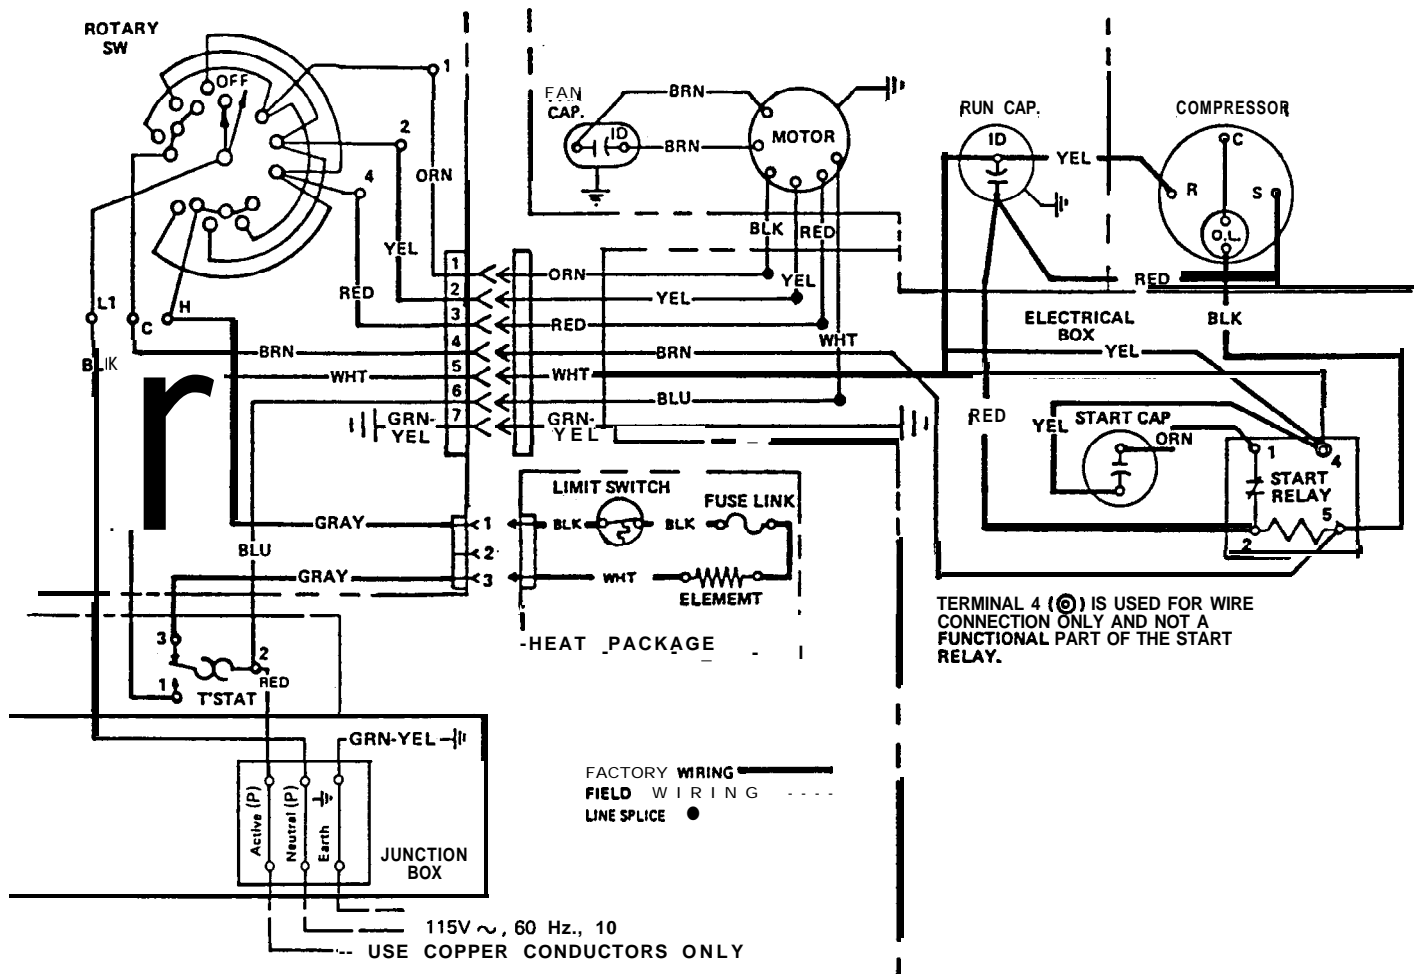 ROTARY
SW
OFF
1
2
4
ORN
YEL
RED
L1
C
H
BRN
WHT
GRN-
YEL
1
2
3
4
5
6
7
ORN
YEL
RED
BRN
WHT
BLU
GRN-
YEL
FAN
CAP.
ID
BRN
BRN
MOTOR
BLK
RED
YEL
WHT
RUN CAP.
ID
YEL
COMPRESSOR
C
R
S
O.L.
RED
BLK
ELECTRICAL
BOX
YEL
RED
YEL
START CAP
ORN
1
4
START
RELAY
5
2
GRAY
BLU
GRAY
1
2
3
LIMIT SWITCH
FUSE LINK
BLK
BLK
WHT
ELEMEMT
-HEAT PACKAGE
TERMINAL 4 (◎) IS USED FOR WIRE
CONNECTION ONLY AND NOT A
FUNCTIONAL PART OF THE START
RELAY.
3
2
1
RED
T'STAT
GRN-YEL
Active (P)
Neutral (P)
Earth
JUNCTION
BOX
FACTORY WIRING
FIELD WIRING
LINE SPLICE ●
115V ~, 60 Hz., 10
-- USE COPPER CONDUCTORS ONLY